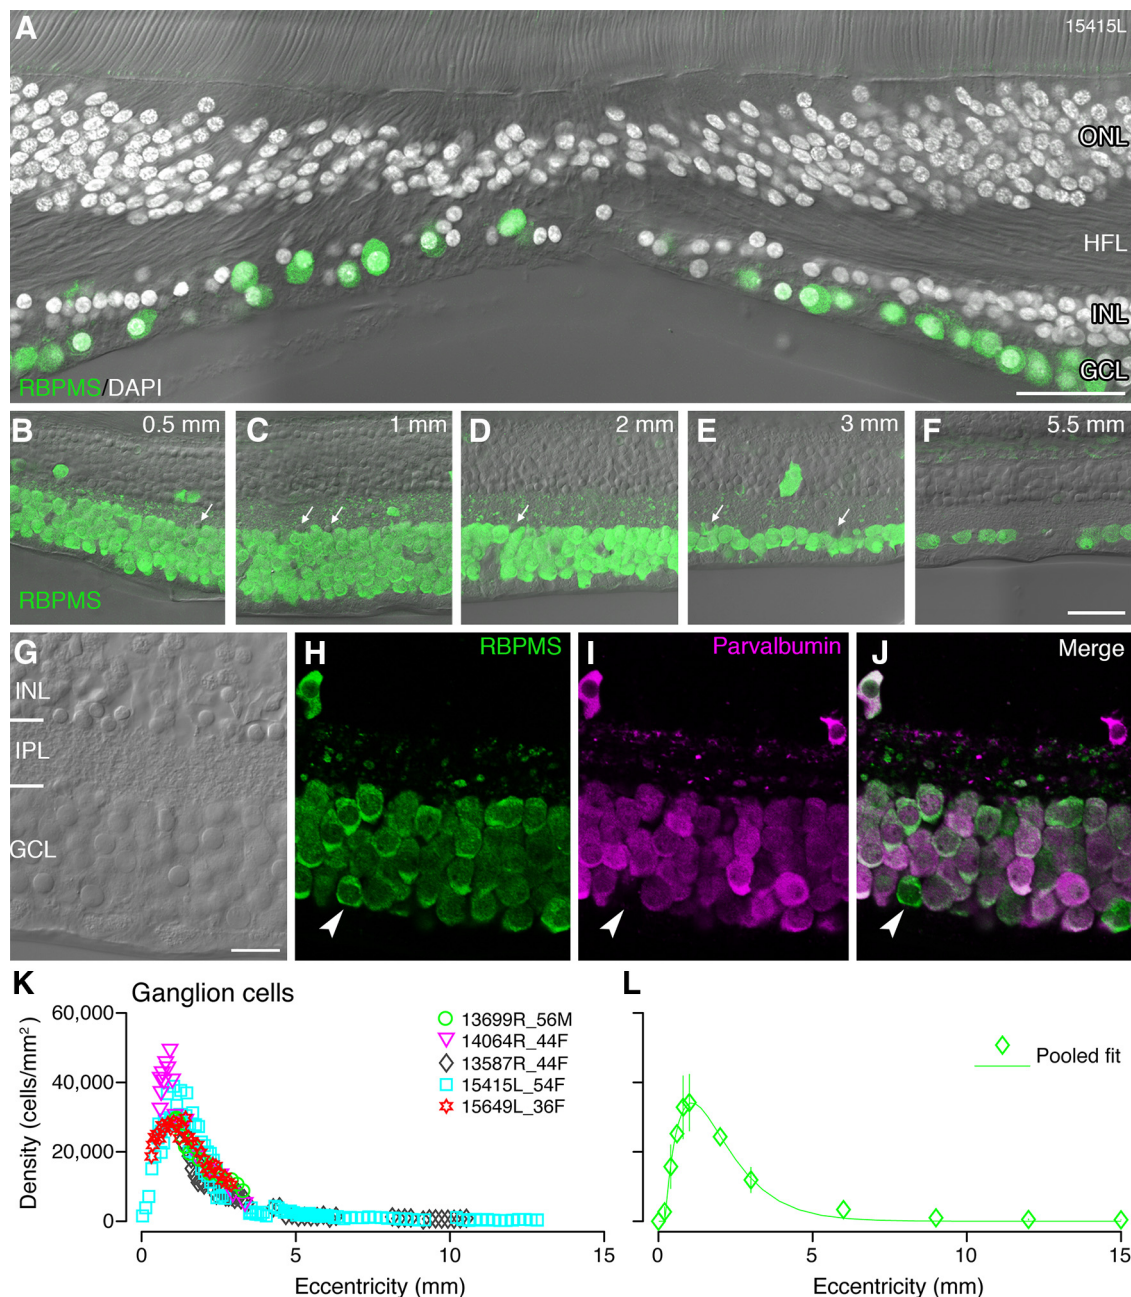 A
15415L
ONL
HFL
INL
GCL
RBPMS/DAPI
B 0.5 mm
C 1 mm
D 2 mm
E 3 mm
F 5.5 mm
RBPMS
G
INL
IPL
GCL
H RBPMS
I Parvalbumin
J Merge
K
Ganglion cells
Density (cells/mm²)
60,000
40,000
20,000
0
13699R_56M
14064R_44F
13587R_44F
15415L_54F
15649L_36F
0 5 10 15
Eccentricity (mm)
L
Pooled fit
0 5 10 15
Eccentricity (mm)